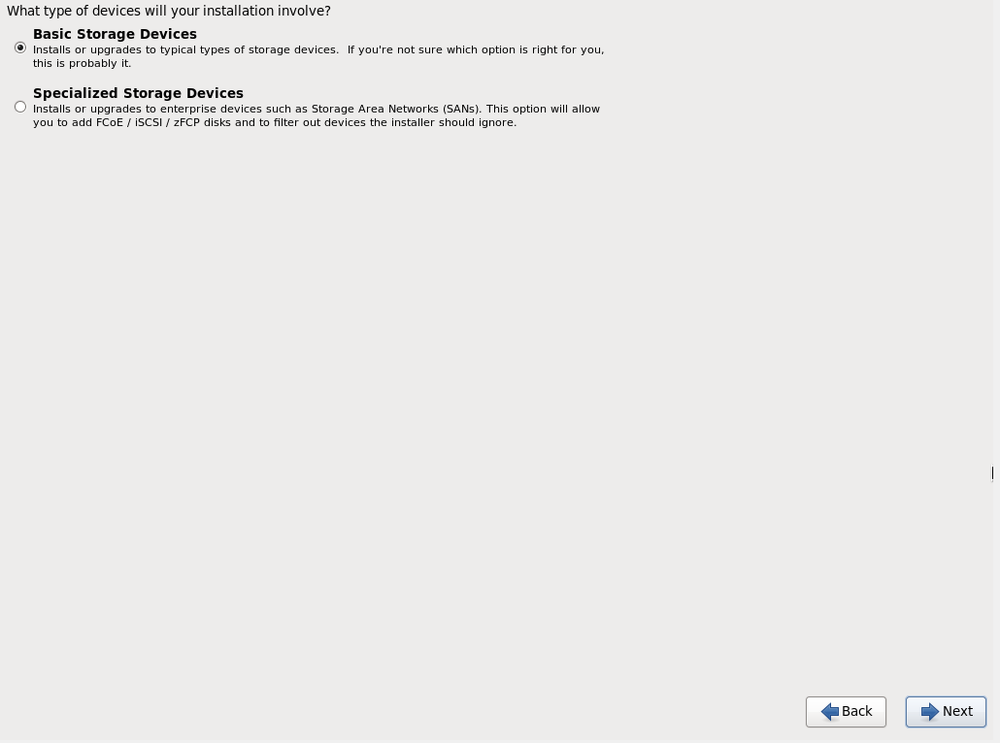 What type of devices will your installation involve?
Basic Storage Devices
Installs or upgrades to typical types of storage devices.  If you're not sure which option is right for you,
this is probably it.
Specialized Storage Devices
Installs or upgrades to enterprise devices such as Storage Area Networks (SANs). This option will allow
you to add FCoE / iSCSI / zFCP disks and to filter out devices the installer should ignore.
Back
Next